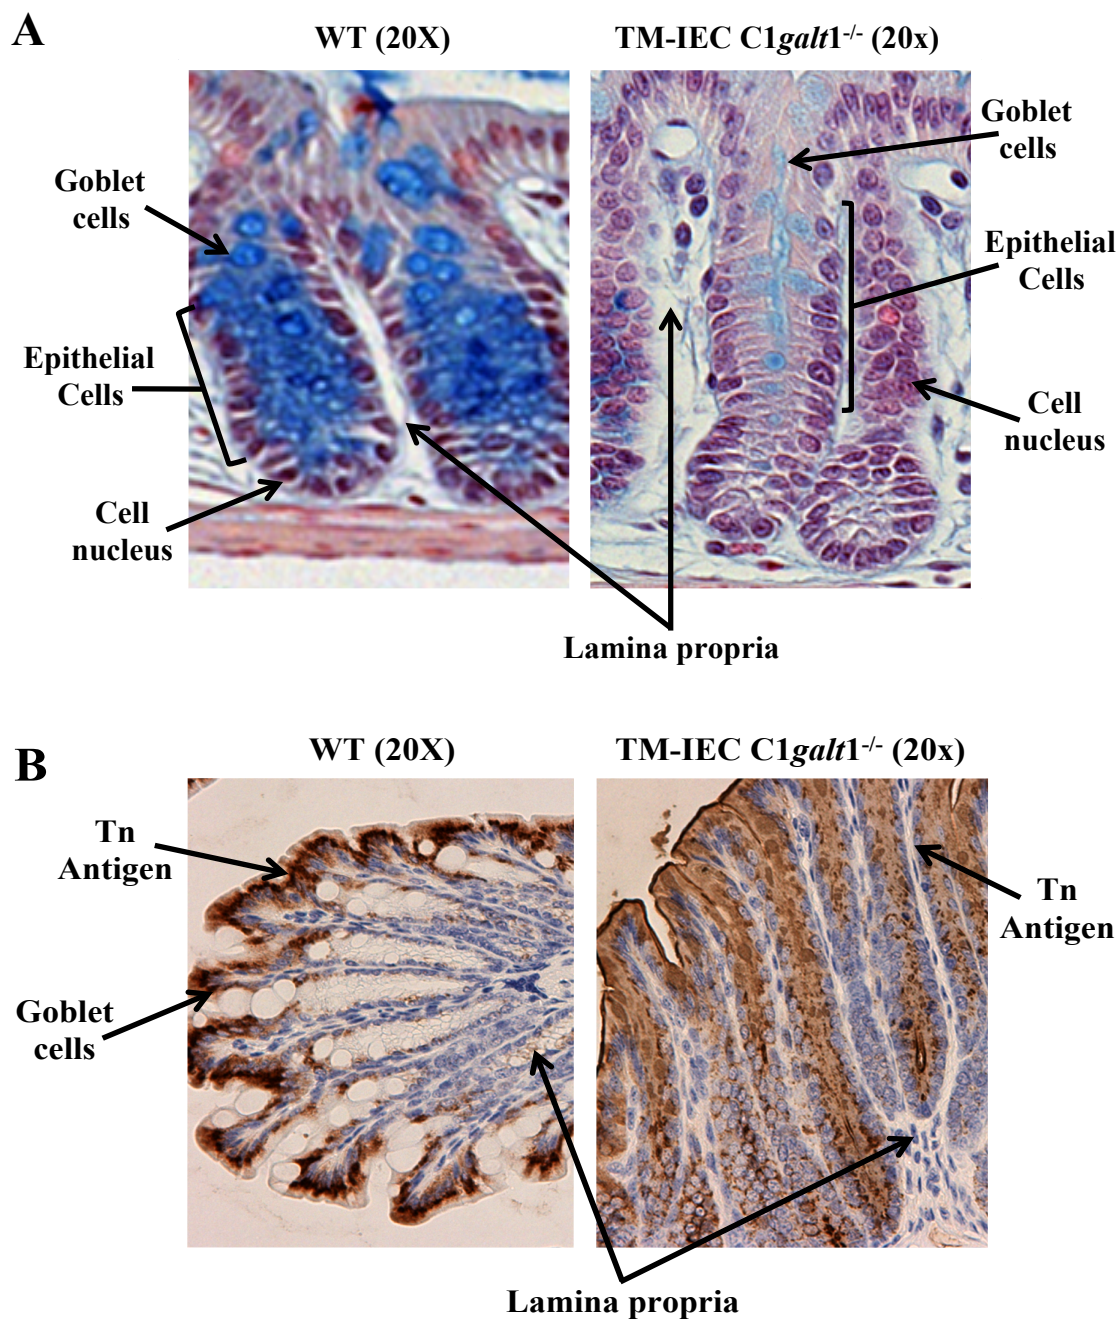 A
WT (20X)
TM-IEC C1galt1-/- (20x)
Goblet
cells
Goblet
cells
Epithelial
Cells
Epithelial
Cells
Cell
nucleus
Cell
nucleus
Lamina propria
B
WT (20X)
TM-IEC C1galt1-/- (20x)
Tn
Antigen
Tn
Antigen
Goblet
cells
Lamina propria